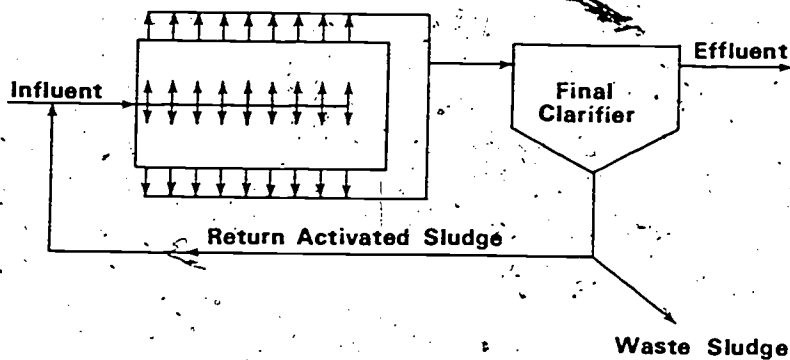 Influent
Effluent
Final
Clarifier
Return Activated Sludge
Waste Sludge